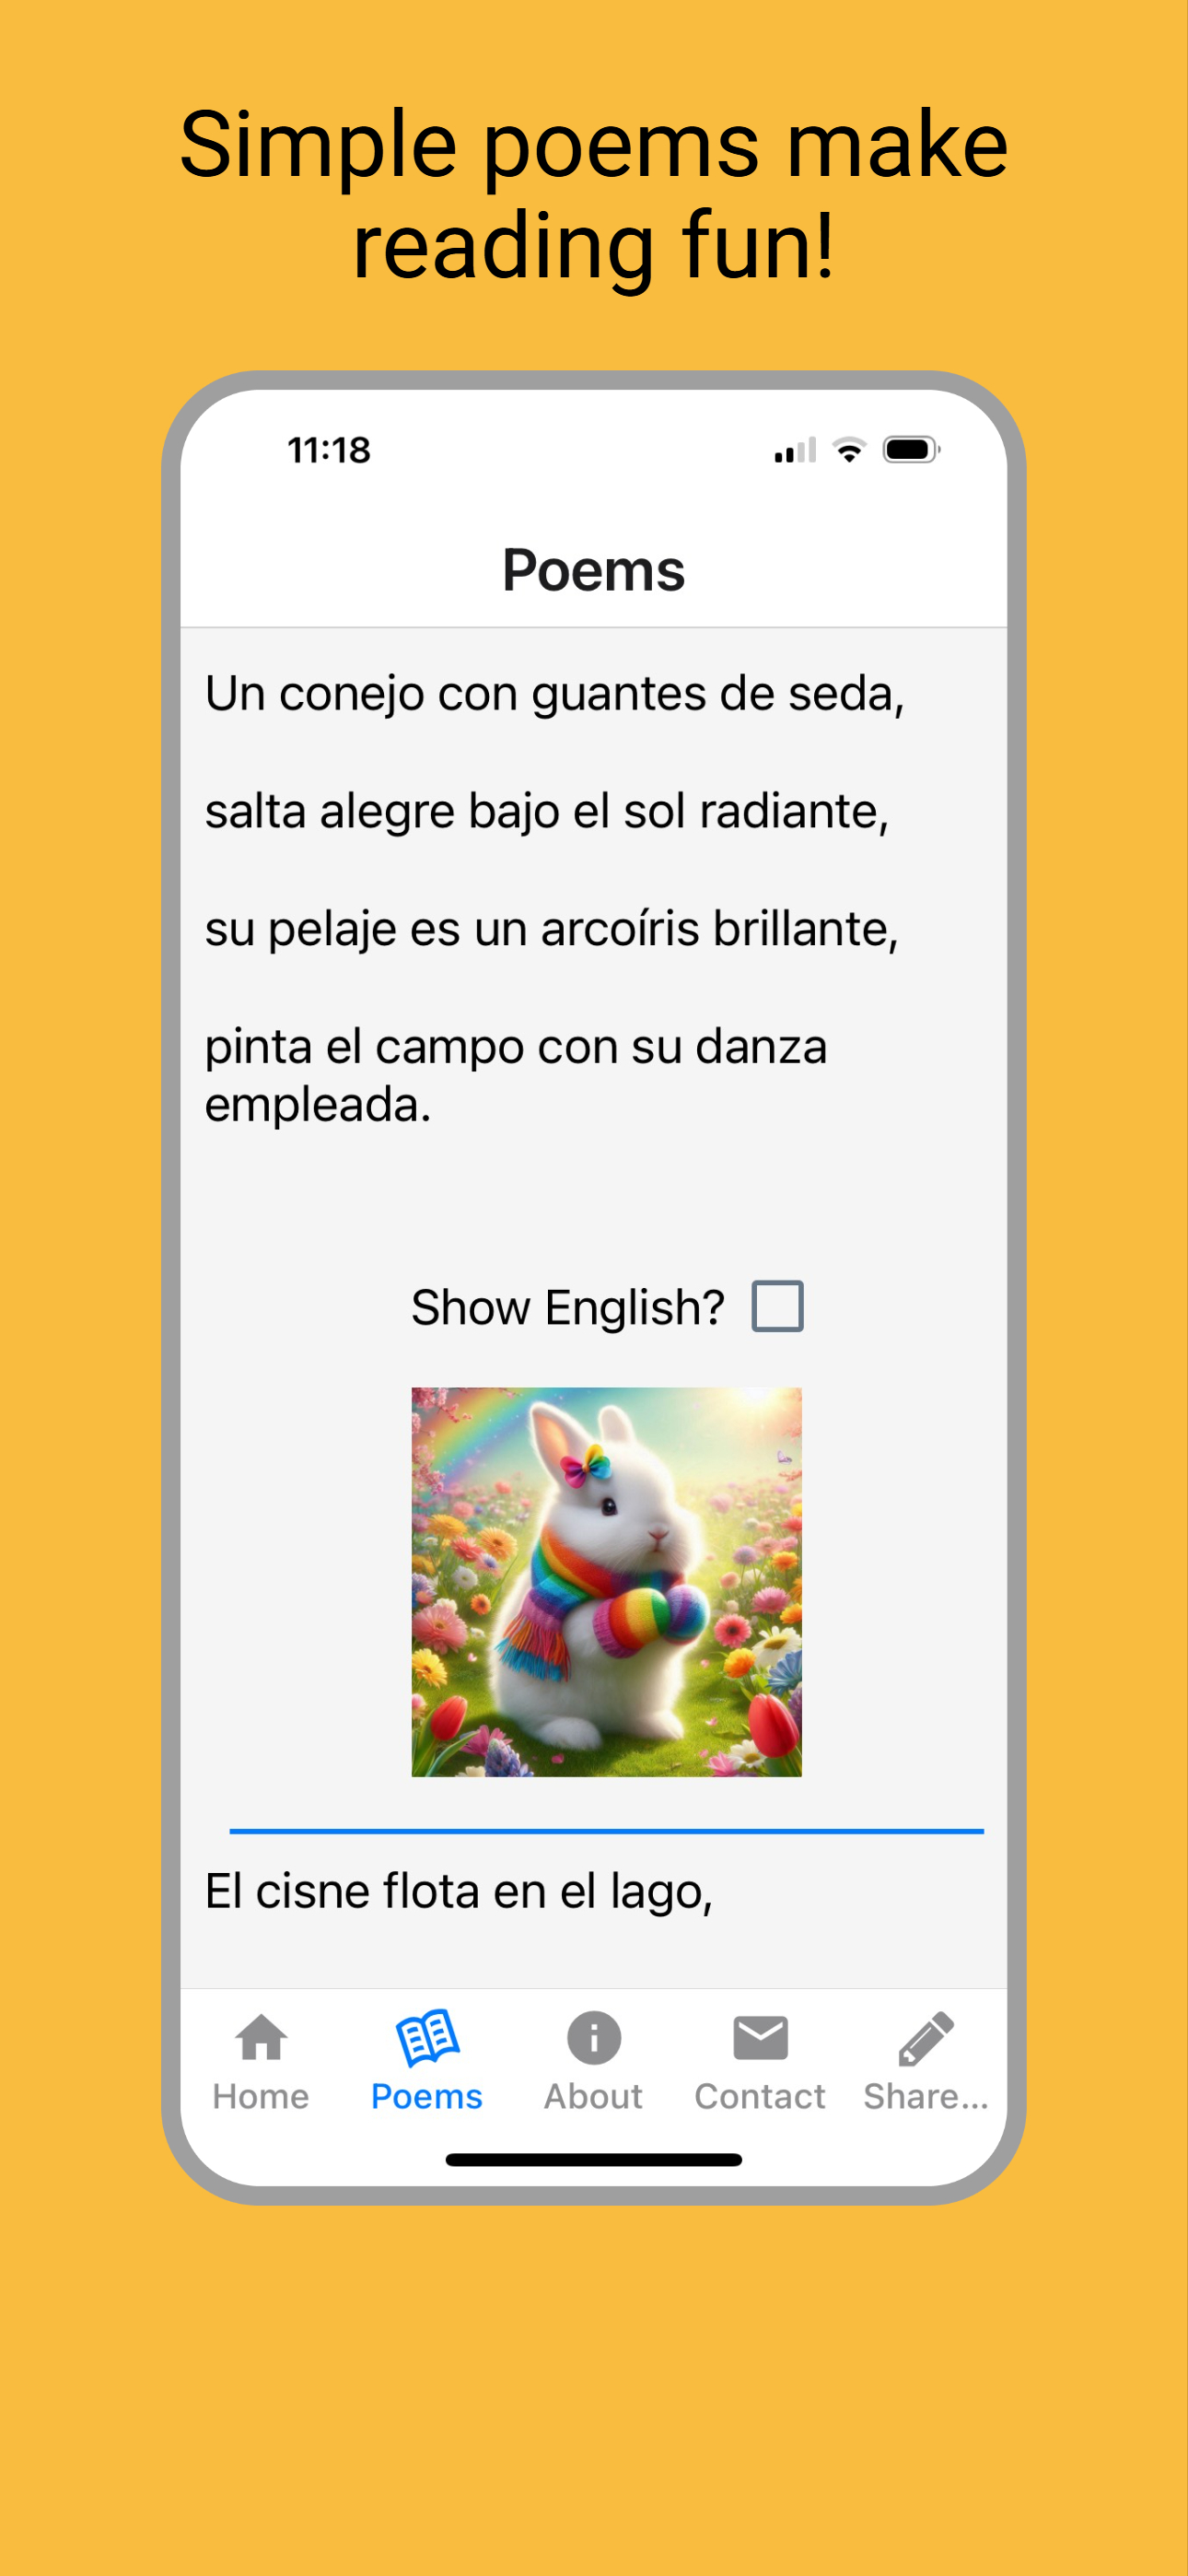 Simple poems make
reading fun!
11:18
Poems
Un conejo con guantes de seda,
salta alegre bajo el sol radiante,
su pelaje es un arcoíris brillante,
pinta el campo con su danza
empleada.
Show English?
El cisne flota en el lago,
Home Poems About Contact Share...